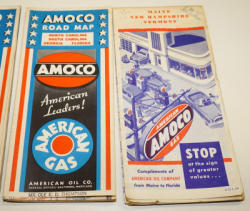 AMOCO
ROAD MAP
NORTH CAROLINA
SOUTH CAROLINA
GEORGIA FLORIDA
AMOCO
American
Leaders!
AMERICAN
GAS
AMERICAN OIL CO.
MAINE
NEW HAMPSHIRE
VERMONT
AMERICAN
AMOCO
GAS
STOP
at the sign
of greater
values...
Compliments of
AMERICAN OIL COMPANY
from Maine to Florida